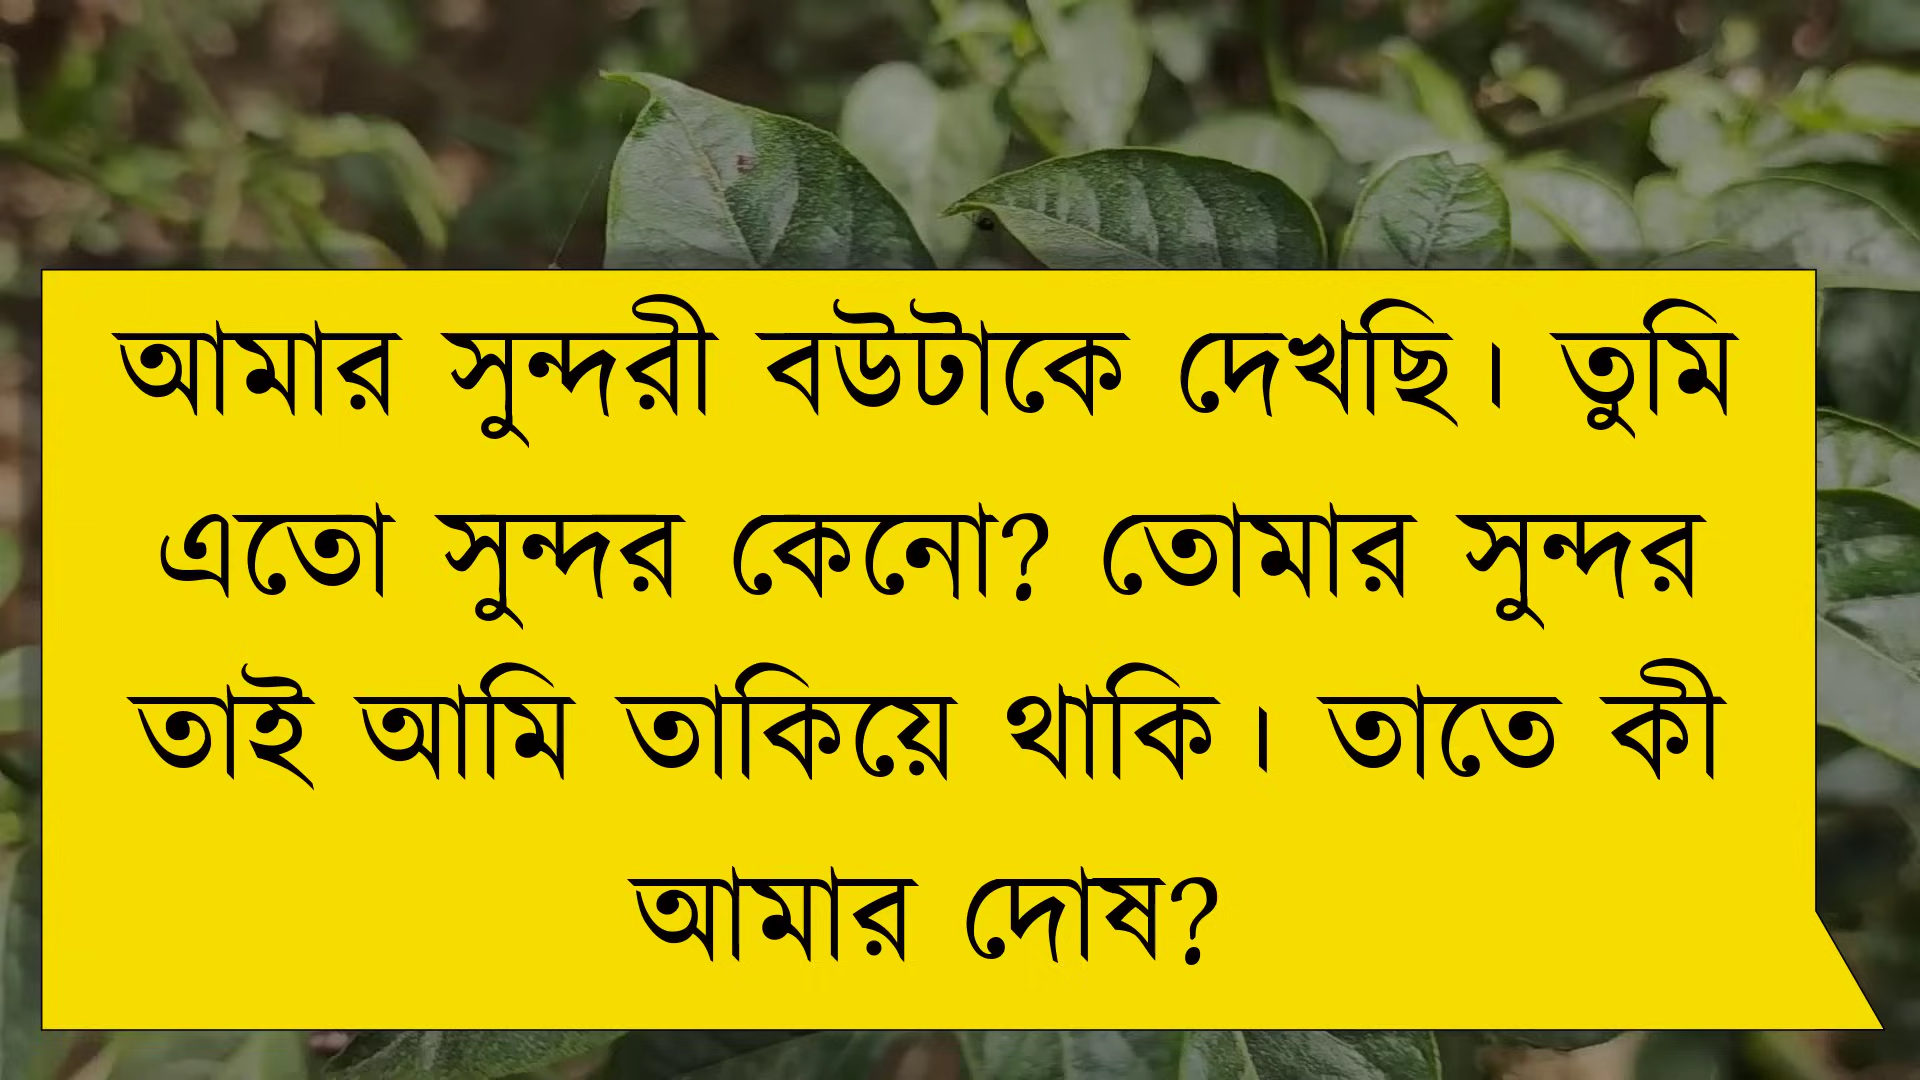 আমার সুন্দরী বউটাকে দেখছি। তুমি
এতো সুন্দর কেনো? তোমার সুন্দর
তাই আমি তাকিয়ে থাকি। তাতে কী
আমার দোষ?